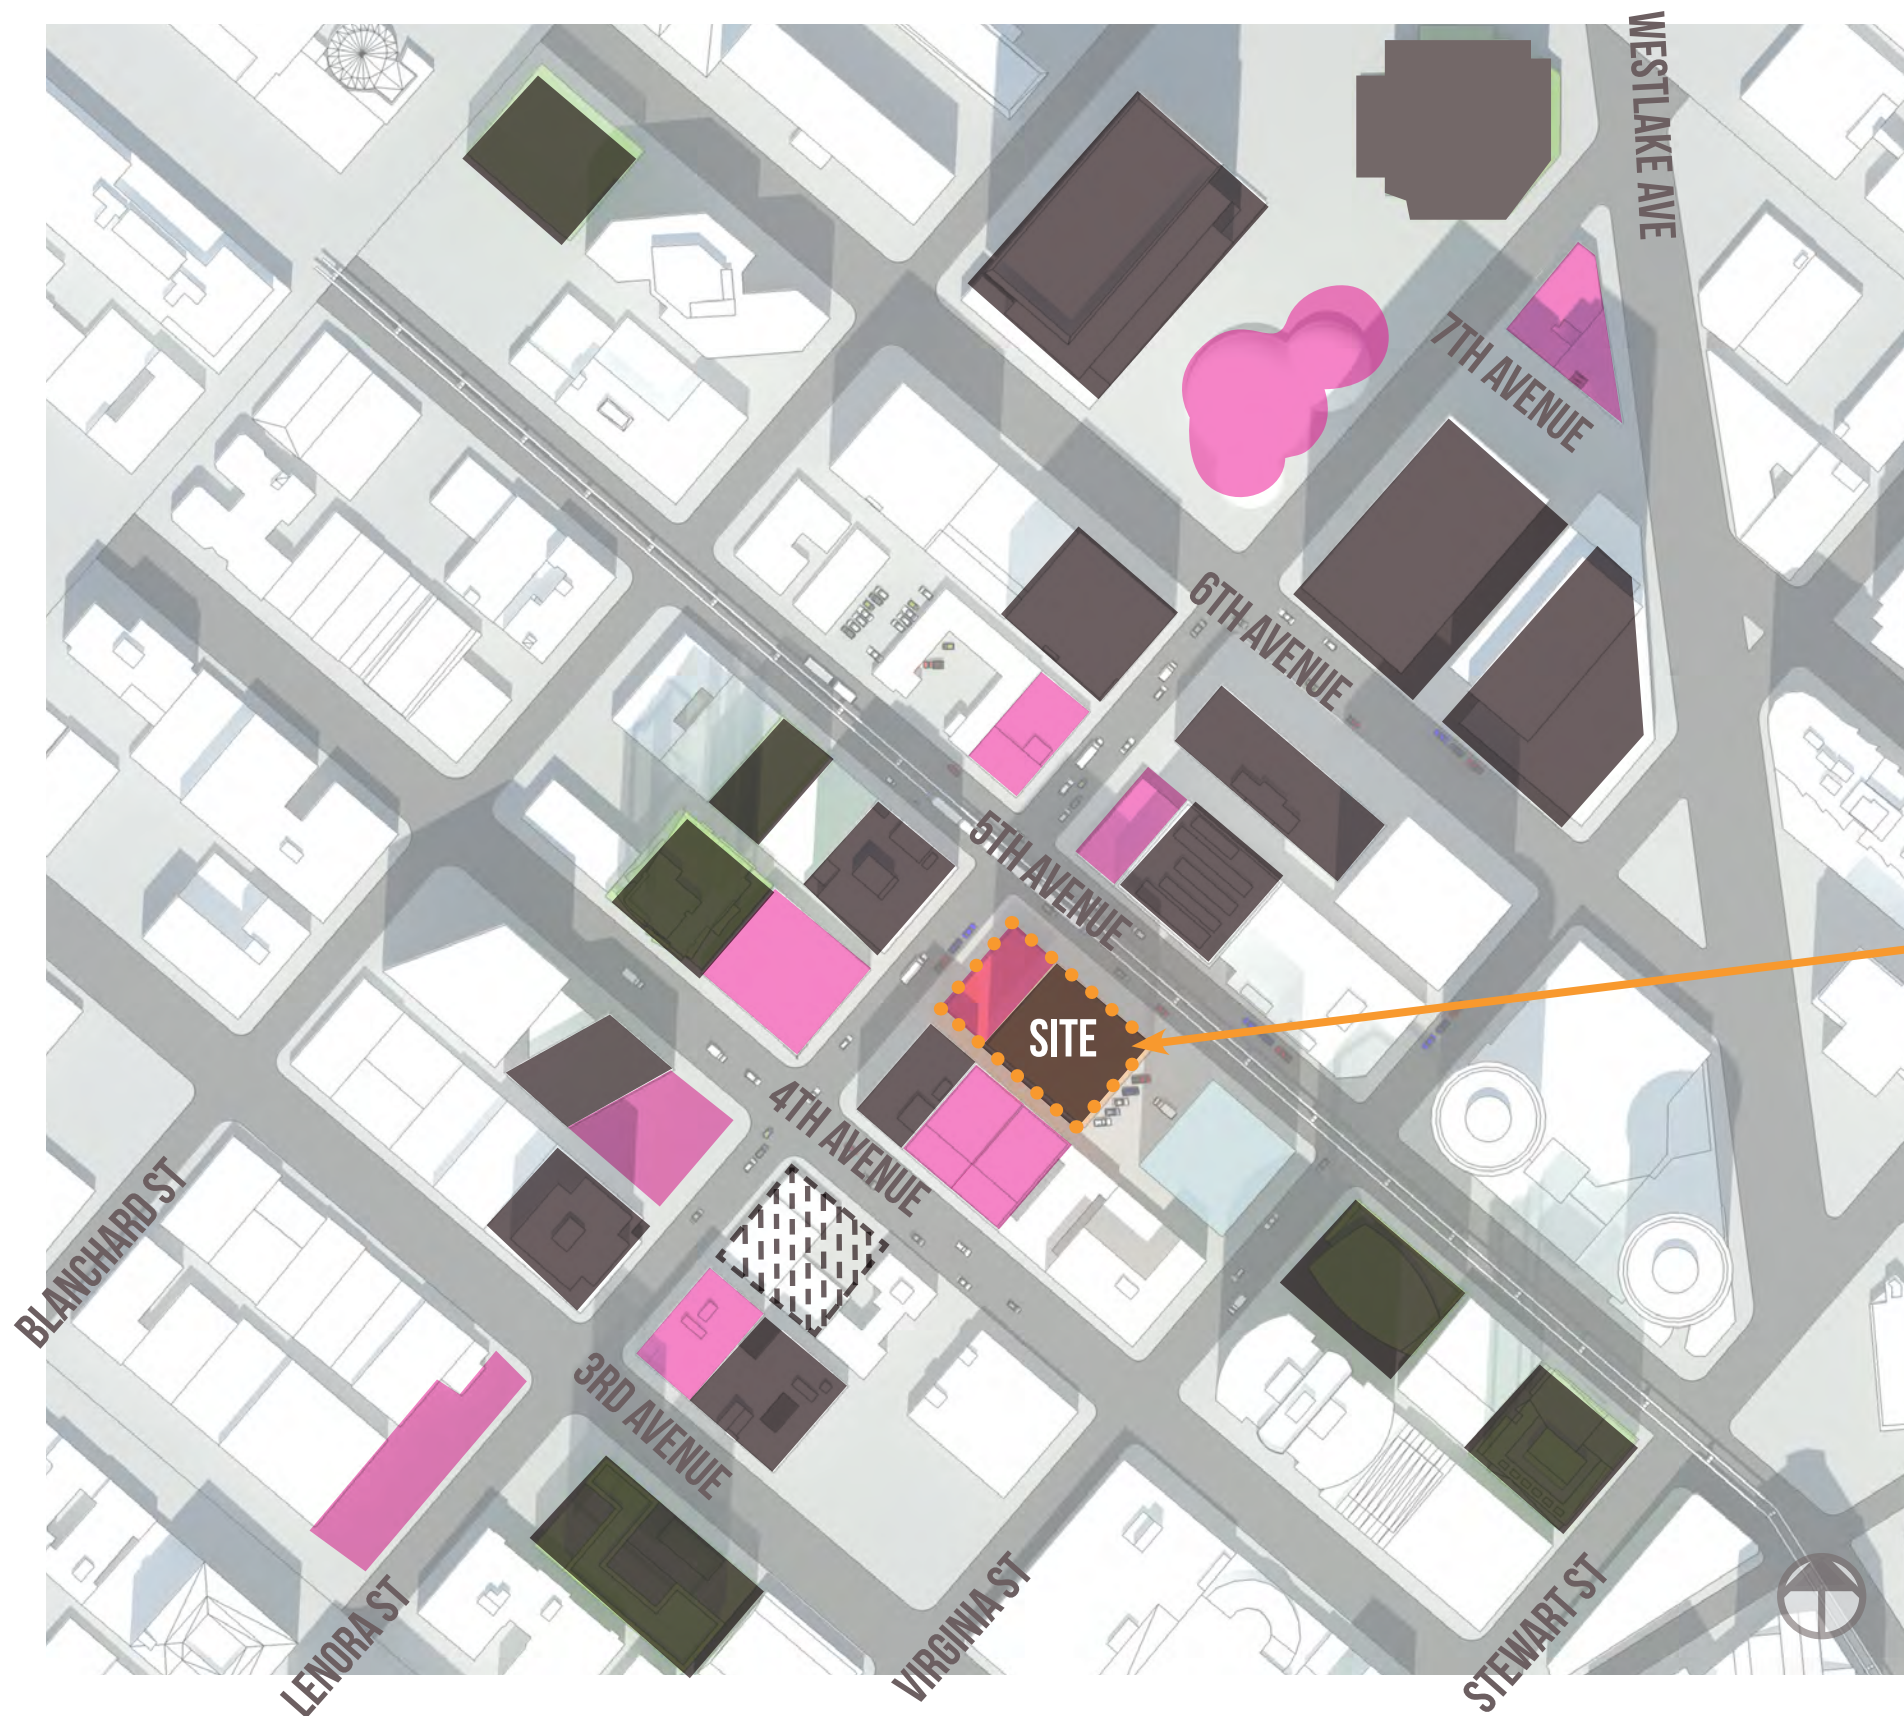 WESTLAKE AVE
7TH AVENUE
6TH AVENUE
5TH AVENUE
SITE
4TH AVENUE
3RD AVENUE
BLANCHARD ST
LENORA ST
VIRGINIA ST
STEWART ST